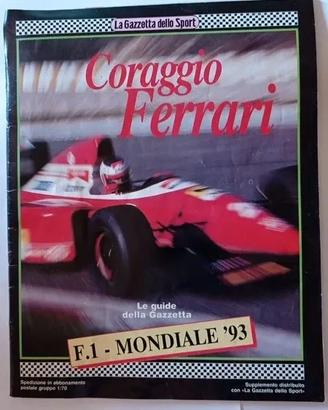 La Gazzetta dello Sport
Coraggio
Ferrari
Le guide
della Gazzetta
F.1 - MONDIALE '93
Spedizione in abbonamento
postale gruppo 1/70
Supplemento distribuito
con «La Gazzetta dello Sport»